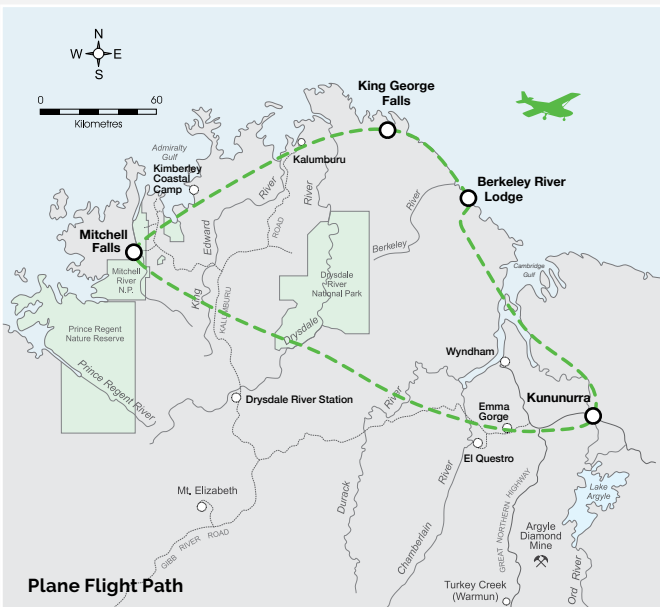 N
W E
S
0 60
Kilometres
King George
Falls
Admiralty
Gulf
Kimberley
Coastal
Camp
Kalumburu
River
River
ROAD
Berkeley River
Lodge
River
Berkeley
Mitchell
Falls
Edward
King
KALUMBURU
Mitchell
River
N.P.
Drysdale
River
National Park
Drysdale
Cambridge
Gulf
Prince Regent
Nature Reserve
Prince Regent River
Wyndham
Drysdale River Station
River
Emma
Gorge
Kununurra
El Questro
Mt. Elizabeth
Durack
Chamberlain
River
GREAT NORTHERN HIGHWAY
Lake
Argyle
Argyle
Diamond
Mine
GIBB RIVER ROAD
Ord River
Turkey Creek
(Warmun)
Plane Flight Path